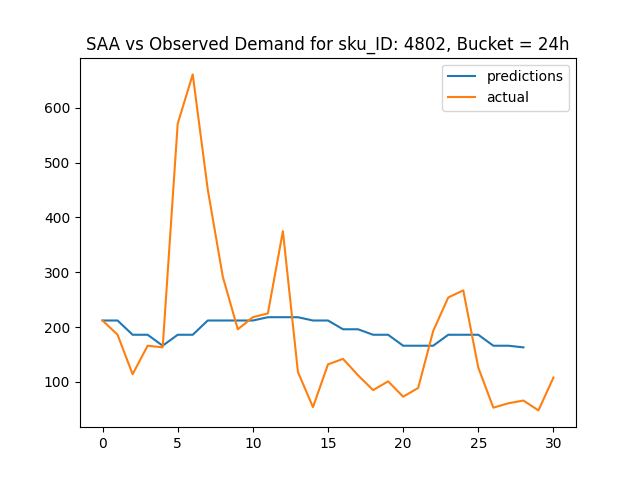 SAA vs Observed Demand for sku_ID: 4802, Bucket = 24h
predictions
actual
600
500
400
300
200
100
0 5 10 15 20 25 30